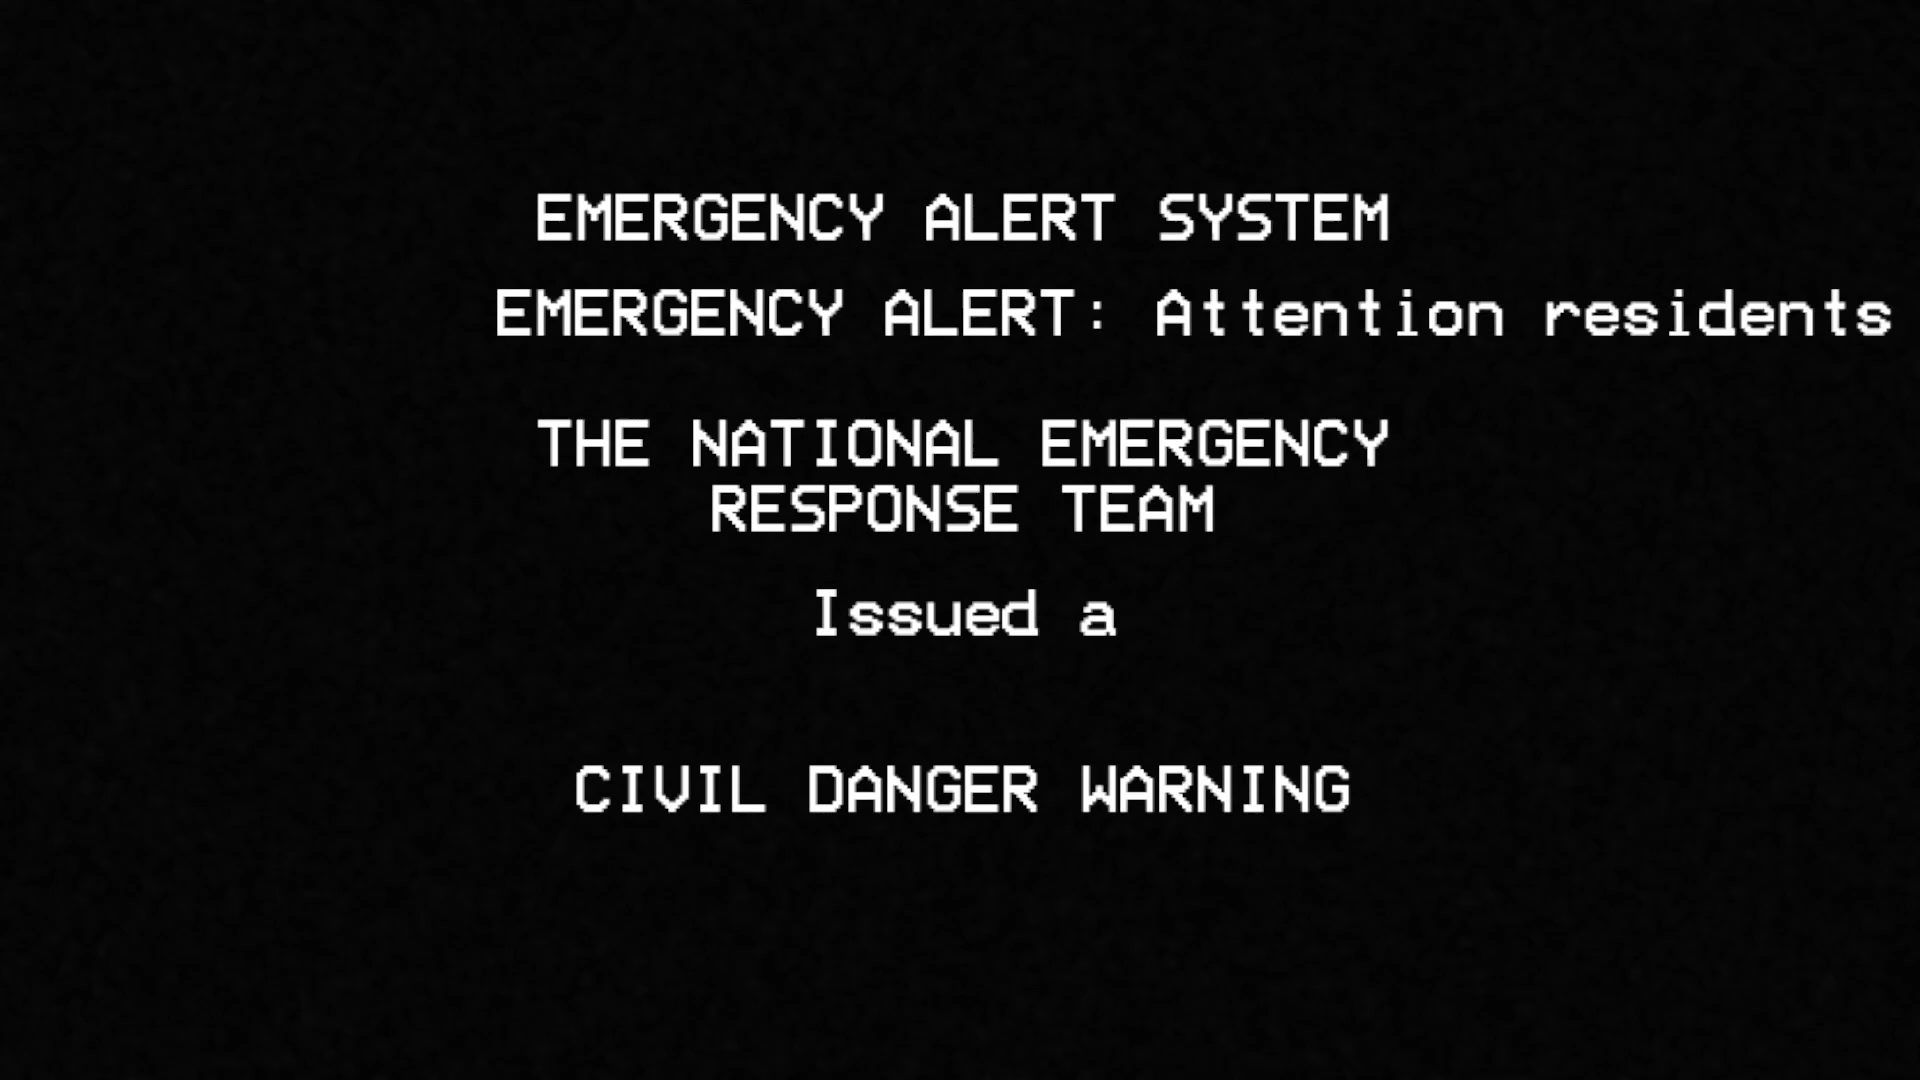 EMERGENCY ALERT SYSTEM
EMERGENCY ALERT: Attention residents
THE NATIONAL EMERGENCY
RESPONSE TEAM
Issued a
CIVIL DANGER WARNING